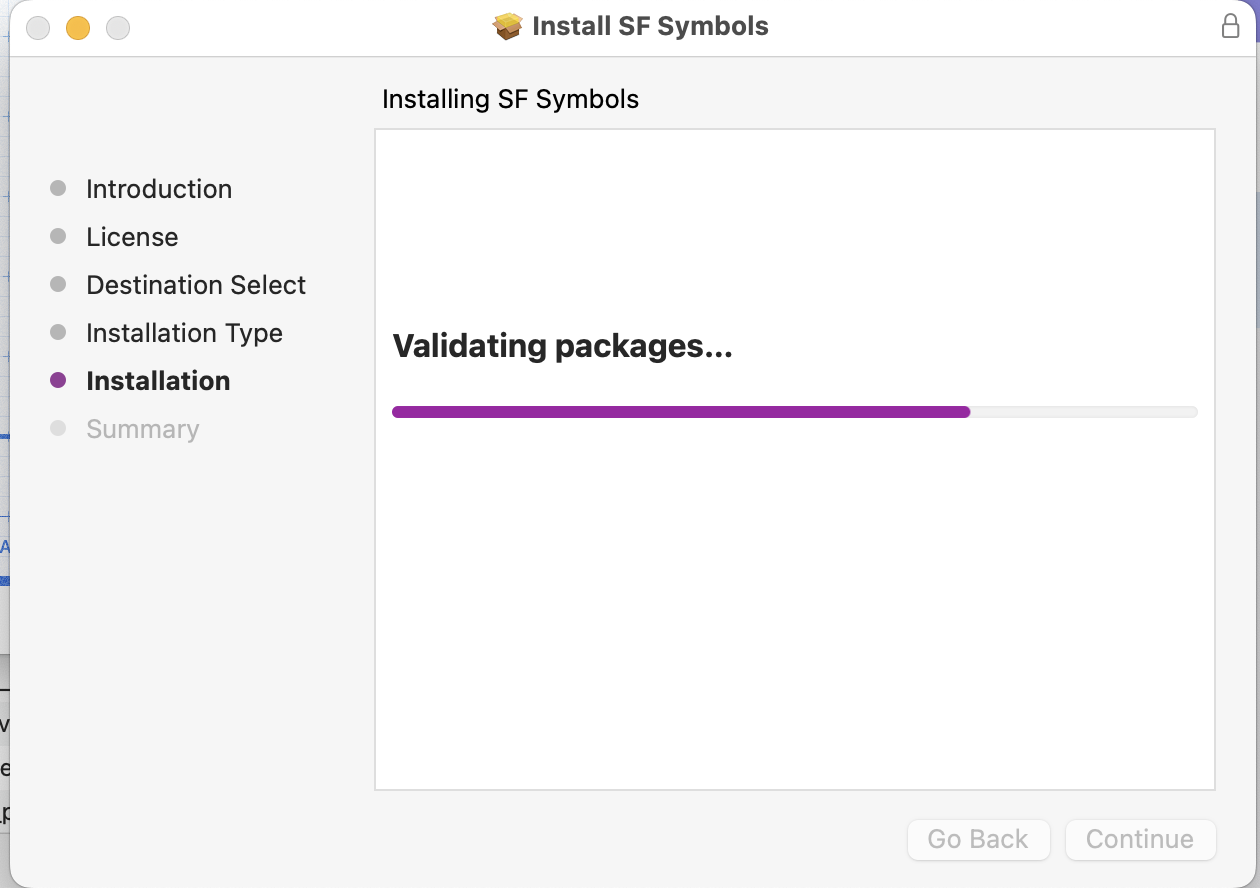 Install SF Symbols
Installing SF Symbols
Introduction
License
Destination Select
Installation Type
Installation
Summary
Validating packages...
Go Back
Continue